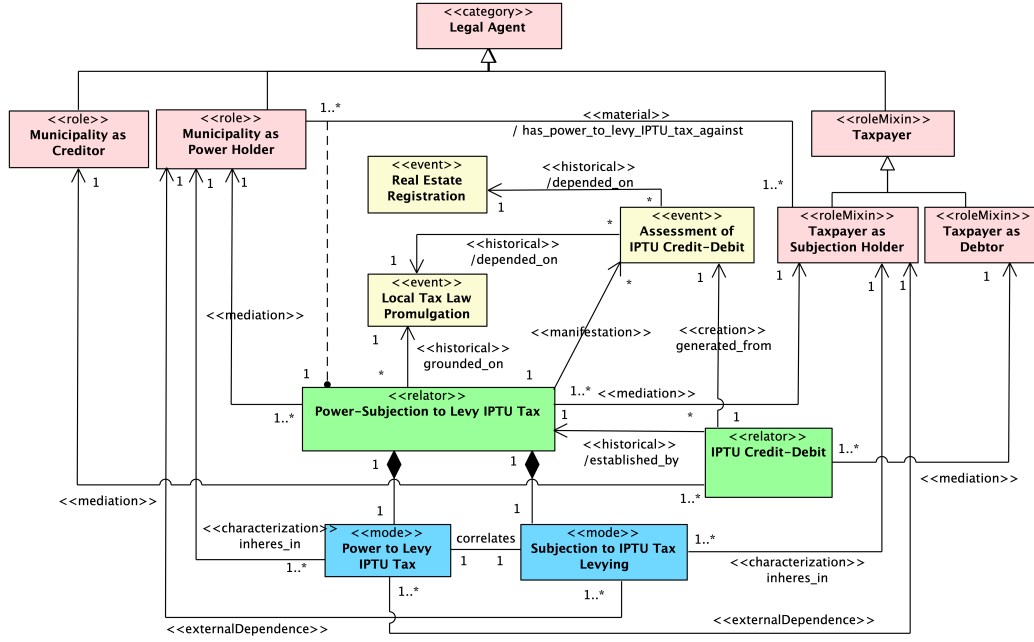 <<category>>
Legal Agent
<<role>>
Municipality as
Creditor
<<role>>
Municipality as
Power Holder
1..*
<<material>>
/ has_power_to_levy_IPTU_tax_against
<<roleMixin>>
Taxpayer
1
1
1
1
<<event>>
Real Estate
Registration
<<historical>>
/depended_on
1
*
1..*
<<event>>
Assessment of
IPTU Credit-Debit
<<roleMixin>>
Taxpayer as
Subjection Holder
<<roleMixin>>
Taxpayer as
Debtor
*
<<historical>>
/depended_on
1
*
1
1
1
1
1
<<event>>
Local Tax Law
Promulgation
<<mediation>>
1
<<historical>>
grounded_on
*
<<manifestation>>
<<creation>>
generated_from
1
1
1..*
<<mediation>>
<<relator>>
Power-Subjection to Levy IPTU Tax
1..*
1
*
1
<<historical>>
/established_by
<<relator>>
IPTU Credit-Debit
1..*
1
1
<<mediation>>
<<mediation>>
1..*
1
1
<<characterization>>
inheres_in
1..*
<<mode>>
Power to Levy
IPTU Tax
correlates
1
1
<<mode>>
Subjection to IPTU Tax
Levying
1..*
<<characterization>>
inheres_in
1..*
1..*
<<externalDependence>>
<<externalDependence>>